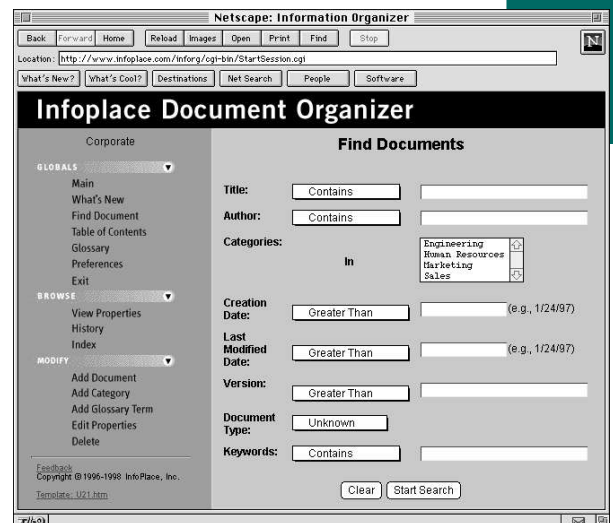 Netscape: Information Organizer
Back Forward Home Reload Images Open Print Find Stop
N
Location: http://www.infoplace.com/inforg/cgi-bin/StartSession.cgi
What's New? What's Cool? Destinations Net Search People Software
Infoplace Document Organizer
Corporate
GLOBALS
Main
What's New
Find Document
Table of Contents
Glossary
Preferences
Exit
BROWSE
View Properties
History
Index
MODIFY
Add Document
Add Category
Add Glossary Term
Edit Properties
Delete
Feedback
Copyright © 1996-1998 InfoPlace, Inc.
Template: U21.htm
Find Documents
Title: Contains
Author: Contains
Categories: In
Engineering
Human Resources
Marketing
Sales
Creation
Date: Greater Than (e.g., 1/24/97)
Last
Modified
Date: Greater Than (e.g., 1/24/97)
Version: Greater Than
Document
Type: Unknown
Keywords: Contains
Clear Start Search